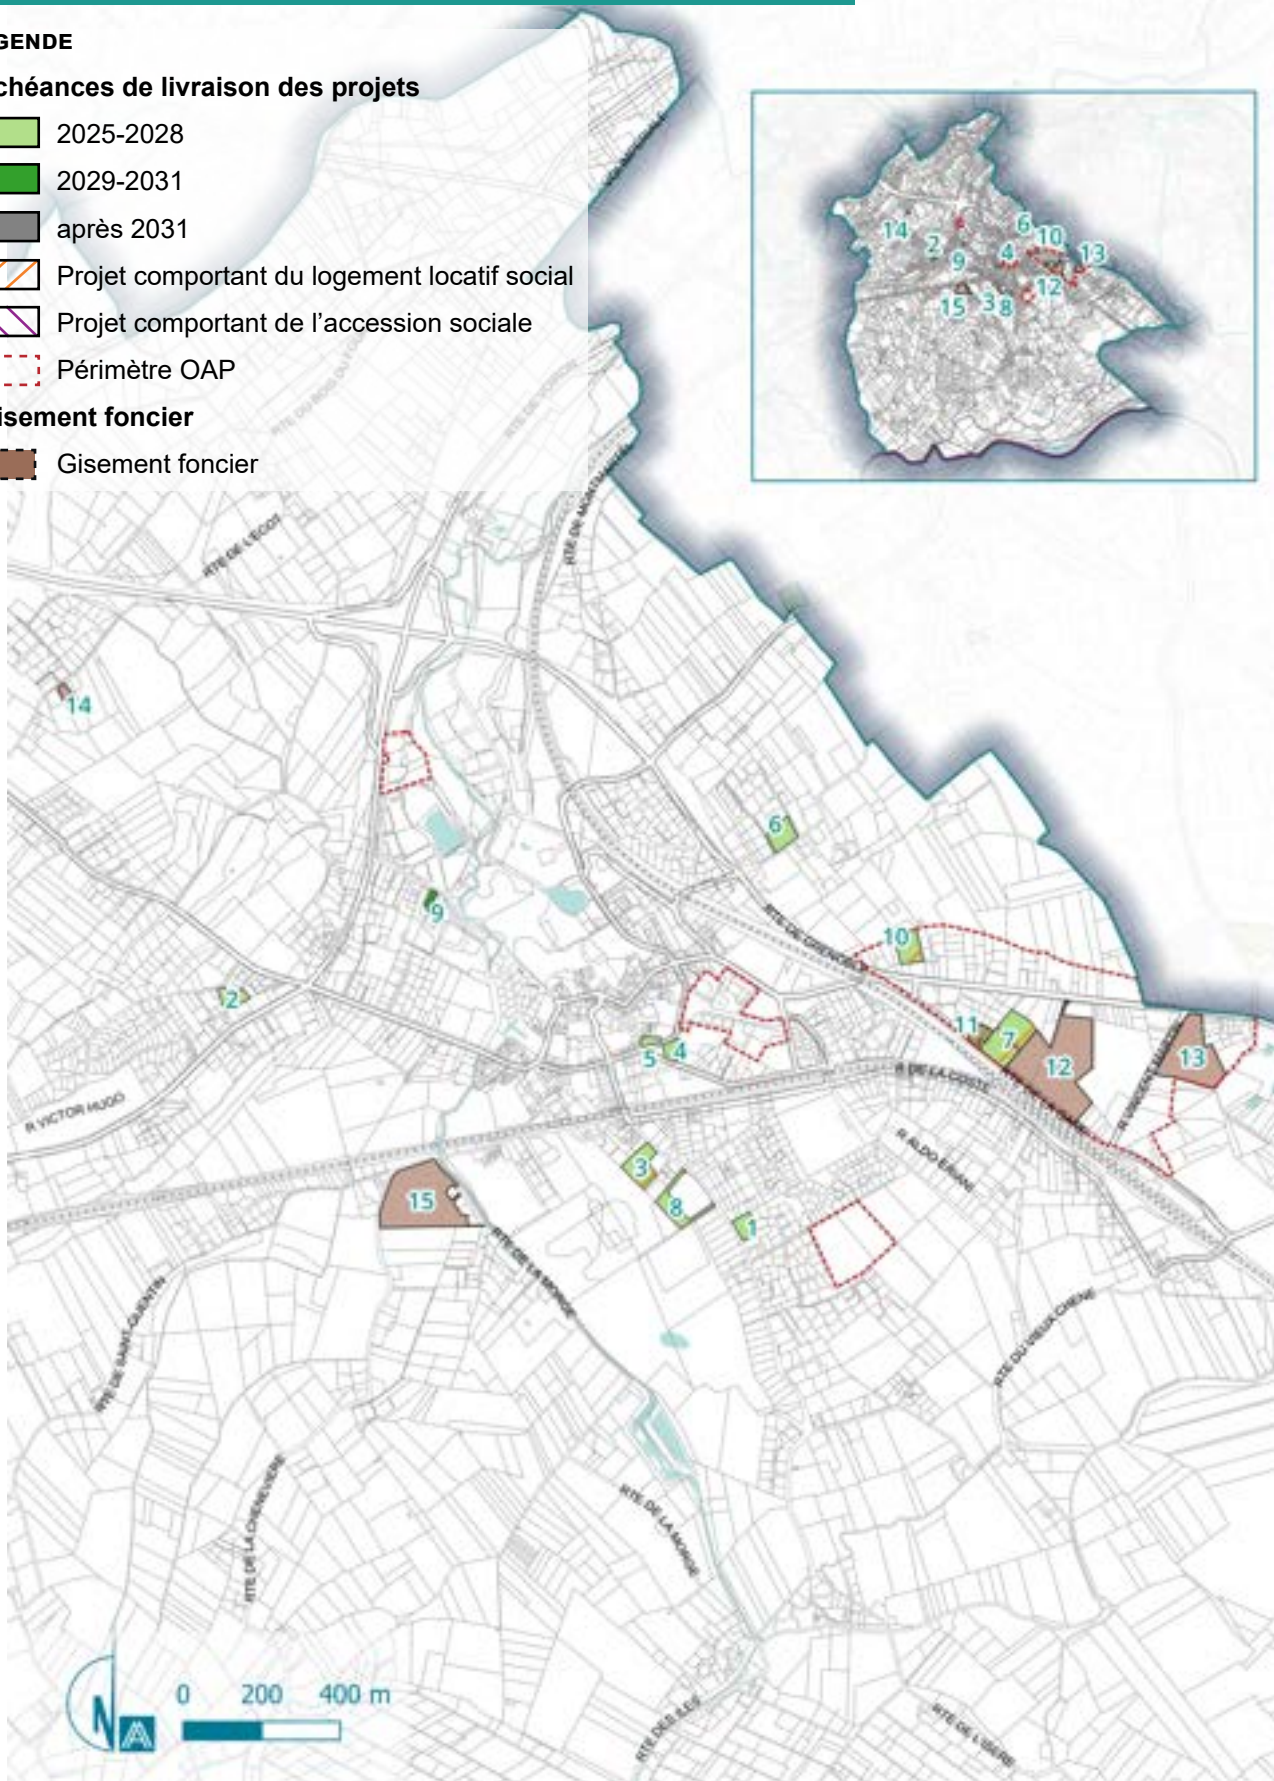 GENDE
chéances de livraison des projets
2025-2028
2029-2031
après 2031
Projet comportant du logement locatif social
Projet comportant de l'accession sociale
Périmètre OAP
isement foncier
Gisement foncier
14
2
9
15
3
8
4
6
10
12
13
RTE DE L'ECOT
RTE DE
14
6
9
10
2
RTE DE GRENOBLE
11
7
12
13
5
4
R DE LA COSTE
R VICTOR HUGO
R ALDO ERIANI
3
8
1
15
RTE DE LA MORGE
RTE DE SAINT-QUENTIN
RTE DU VIEUX CHENE
RTE DE LA CHENEVIERE
RTE DE LA MORGE
RTE DES ILES
RTE DE L'ISERE
N
0 200 400 m